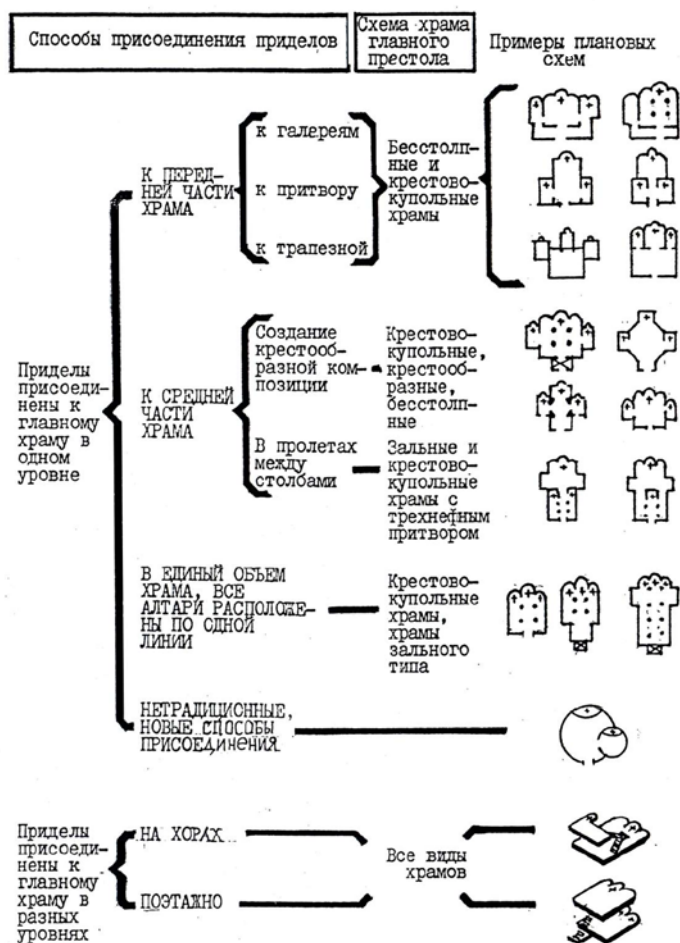 Способы присоединения приделов
Схема храма
главного
престола
Примеры плановых
схем
Приделы
присоеди-
нены к
главному
храму в
одном
уровне
К ПЕРЕД-
НЕЙ ЧАСТИ
ХРАМА
к галереям
к притвору
к трапезной
Бесстолп-
ные и
крестово-
купольные
храмы
К СРЕДНЕЙ
ЧАСТИ
ХРАМА
Создание
крестооб-
разной ком-
позиции
Крестово-
купольные,
крестооб-
разные,
бесстолп-
ные
В пролетах
между
столбами
Зальные и
крестово-
купольные
храмы с
трехнефным
притвором
В ЕДИНЫЙ ОБЪЕМ
ХРАМА, ВСЕ
АЛТАРИ РАСПОЛОЖЕ-
НЫ ПО ОДНОЙ
ЛИНИИ
Крестово-
купольные
храмы,
храмы
зального
типа
НЕТРАДИЦИОННЫЕ,
НОВЫЕ СПОСОБЫ
ПРИСОЕДИНЕНИЯ
Приделы
присоеди-
нены к
главному
храму в
разных
уровнях
НА ХОРАХ
ПОЭТАЖНО
Все виды
храмов